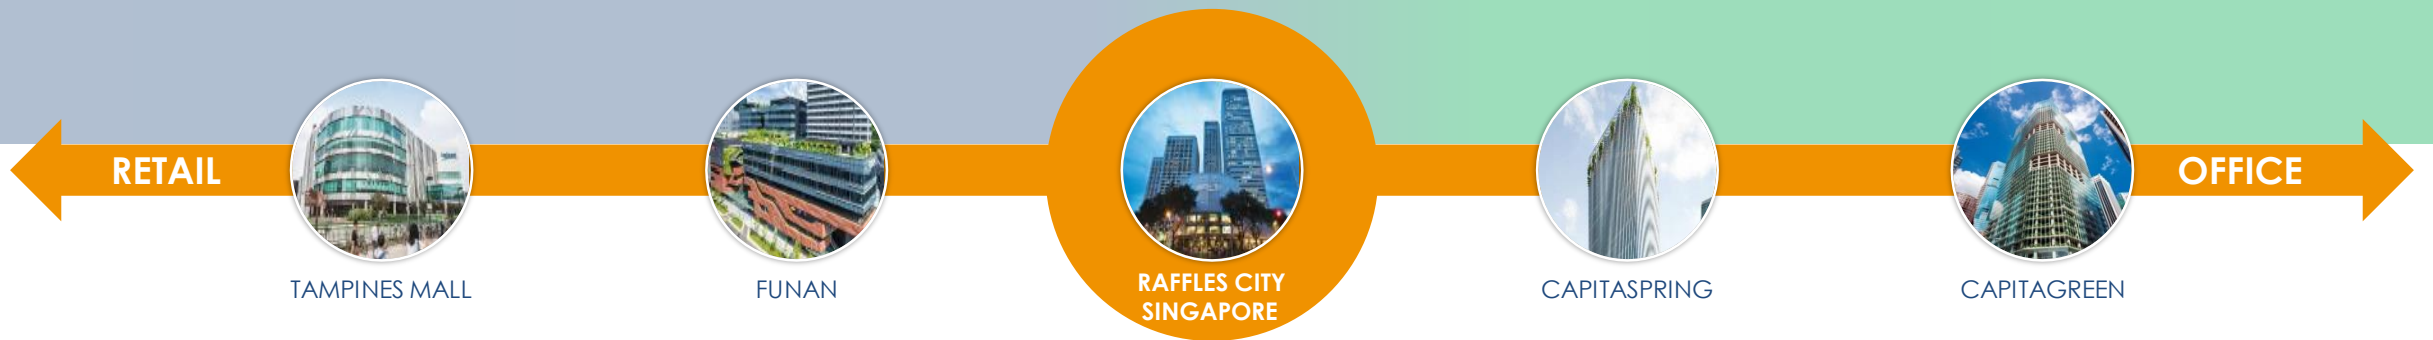 RETAIL
OFFICE
TAMPINES MALL
FUNAN
RAFFLES CITY
SINGAPORE
CAPITASPRING
CAPITAGREEN